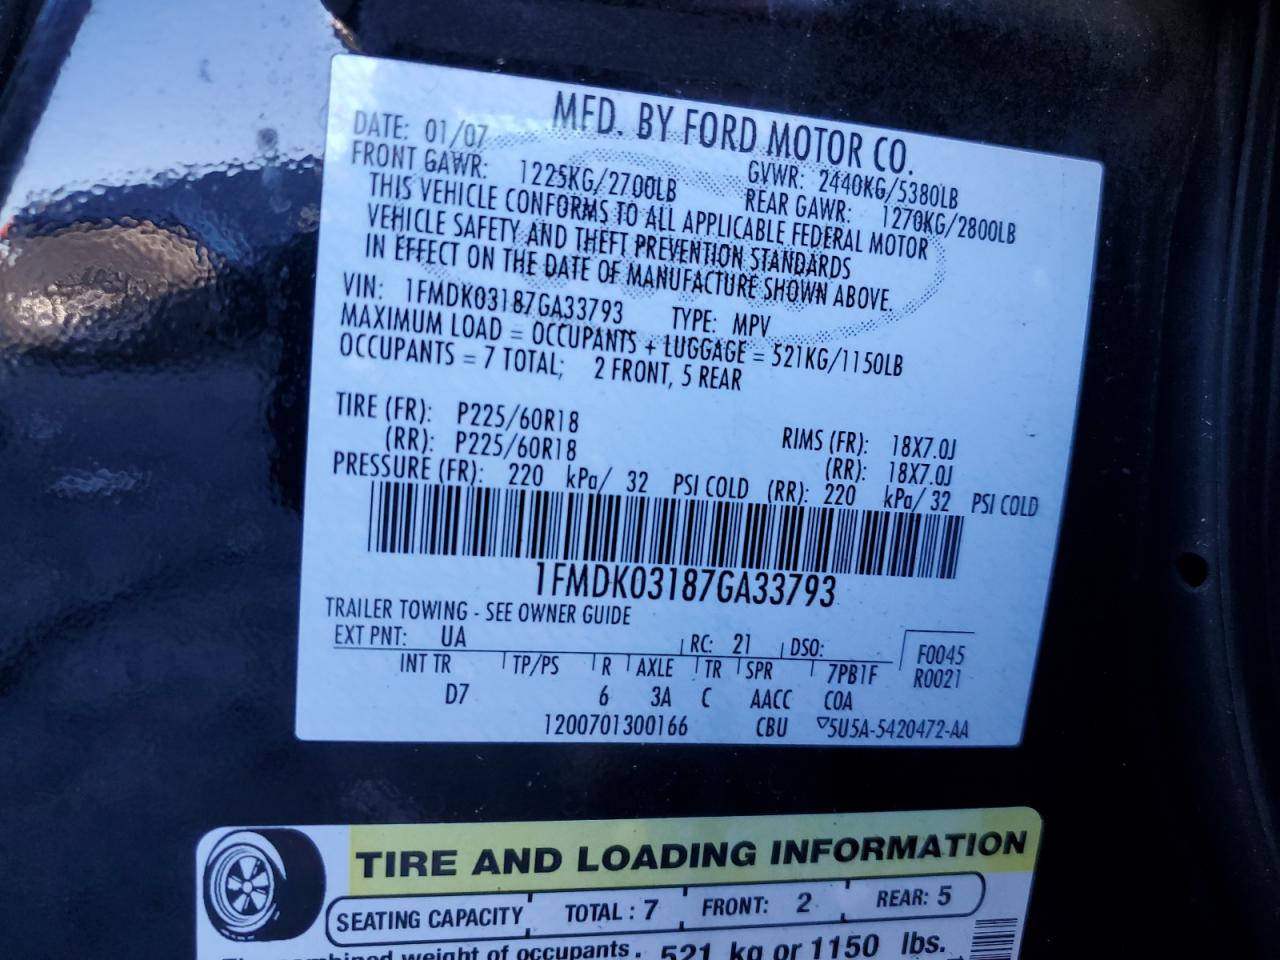 MFD. BY FORD MOTOR CO.
DATE: 01/07 GVWR: 2440KG/5380LB
FRONT GAWR: 1225KG/2700LB REAR GAWR: 1270KG/2800LB
THIS VEHICLE CONFORMS TO ALL APPLICABLE FEDERAL MOTOR
VEHICLE SAFETY AND THEFT PREVENTION STANDARDS
IN EFFECT ON THE DATE OF MANUFACTURE SHOWN ABOVE.
VIN: 1FMDK03187GA33793 TYPE: MPV
MAXIMUM LOAD = OCCUPANTS + LUGGAGE = 521KG/1150LB
OCCUPANTS = 7 TOTAL; 2 FRONT, 5 REAR
TIRE (FR): P225/60R18 RIMS (FR): 18X7.0J
(RR): P225/60R18 (RR): 18X7.0J
PRESSURE (FR): 220 kPa/ 32 PSI COLD (RR): 220 kPa/ 32 PSI COLD
1FMDK03187GA33793
TRAILER TOWING - SEE OWNER GUIDE
EXT PNT: UA RC: 21 DSO: F0045
INT TR TP/PS R AXLE TR SPR 7PB1F R0021
D7 6 3A C AACC COA
1200701300166 CBU ▽5U5A-5420472-AA
TIRE AND LOADING INFORMATION
SEATING CAPACITY TOTAL : 7 FRONT: 2 REAR: 5
The combined weight of occupants . 521 kg or 1150 lbs.